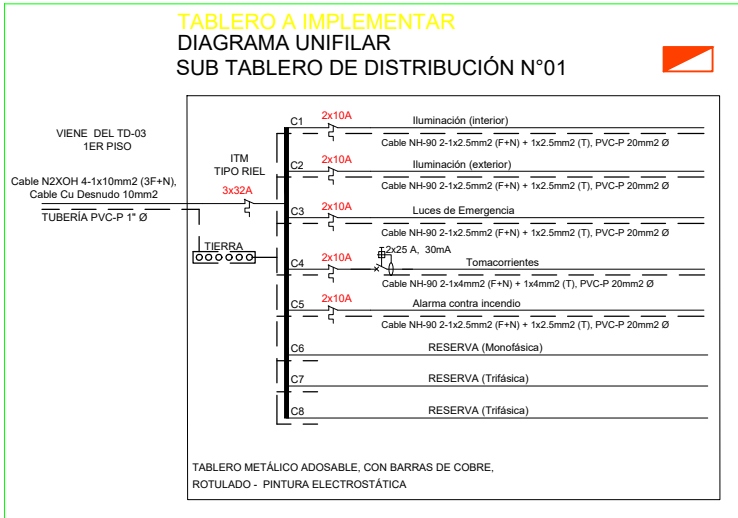 TABLERO A IMPLEMENTAR
DIAGRAMA UNIFILAR
SUB TABLERO DE DISTRIBUCIÓN N°01
VIENE DEL TD-03
1ER PISO
Cable N2XOH 4-1x10mm2 (3F+N),
Cable Cu Desnudo 10mm2
TUBERÍA PVC-P 1" Ø
ITM
TIPO RIEL
3x32A
TIERRA
C1 2x10A Iluminación (interior)
Cable NH-90 2-1x2.5mm2 (F+N) + 1x2.5mm2 (T), PVC-P 20mm2 Ø
C2 2x10A Iluminación (exterior)
Cable NH-90 2-1x2.5mm2 (F+N) + 1x2.5mm2 (T), PVC-P 20mm2 Ø
C3 2x10A Luces de Emergencia
Cable NH-90 2-1x2.5mm2 (F+N) + 1x2.5mm2 (T), PVC-P 20mm2 Ø
C4 2x10A 2x25 A, 30mA Tomacorrientes
Cable NH-90 2-1x4mm2 (F+N) + 1x4mm2 (T), PVC-P 20mm2 Ø
C5 2x10A Alarma contra incendio
Cable NH-90 2-1x2.5mm2 (F+N) + 1x2.5mm2 (T), PVC-P 20mm2 Ø
C6 RESERVA (Monofásica)
C7 RESERVA (Trifásica)
C8 RESERVA (Trifásica)
TABLERO METÁLICO ADOSABLE, CON BARRAS DE COBRE,
ROTULADO - PINTURA ELECTROSTÁTICA